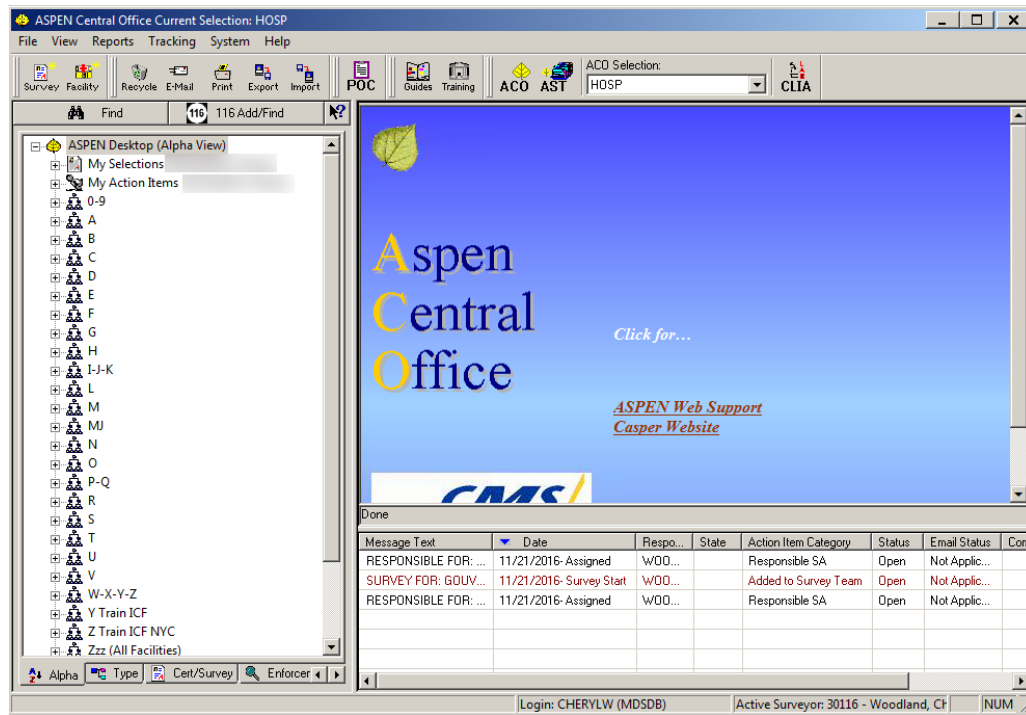 ASPEN Central Office Current Selection: HOSP
File View Reports Tracking System Help
Survey Facility Recycle E-Mail Print Export Import POC Guides Training ACO AST ACO Selection: HOSP CLIA
Find 116 116 Add/Find
ASPEN Desktop (Alpha View)
My Selections
My Action Items
0-9
A
B
C
D
E
F
G
H
I-J-K
L
M
MJ
N
O
P-Q
R
S
T
U
V
W-X-Y-Z
Y Train ICF
Z Train ICF NYC
Zzz (All Facilities)
Alpha Type Cert/Survey Enforcer
Aspen
Central
Office
Click for...
ASPEN Web Support
Casper Website
CMS
Done
Message Text Date Respo... State Action Item Category Status Email Status Cor
RESPONSIBLE FOR: ... 11/21/2016- Assigned WOO... Responsible SA Open Not Applic...
SURVEY FOR: GOUV... 11/21/2016- Survey Start WOO... Added to Survey Team Open Not Applic...
RESPONSIBLE FOR: ... 11/21/2016- Assigned WOO... Responsible SA Open Not Applic...
Login: CHERYLW (MDSDB) Active Surveyor: 30116 - Woodland, Ch NUM